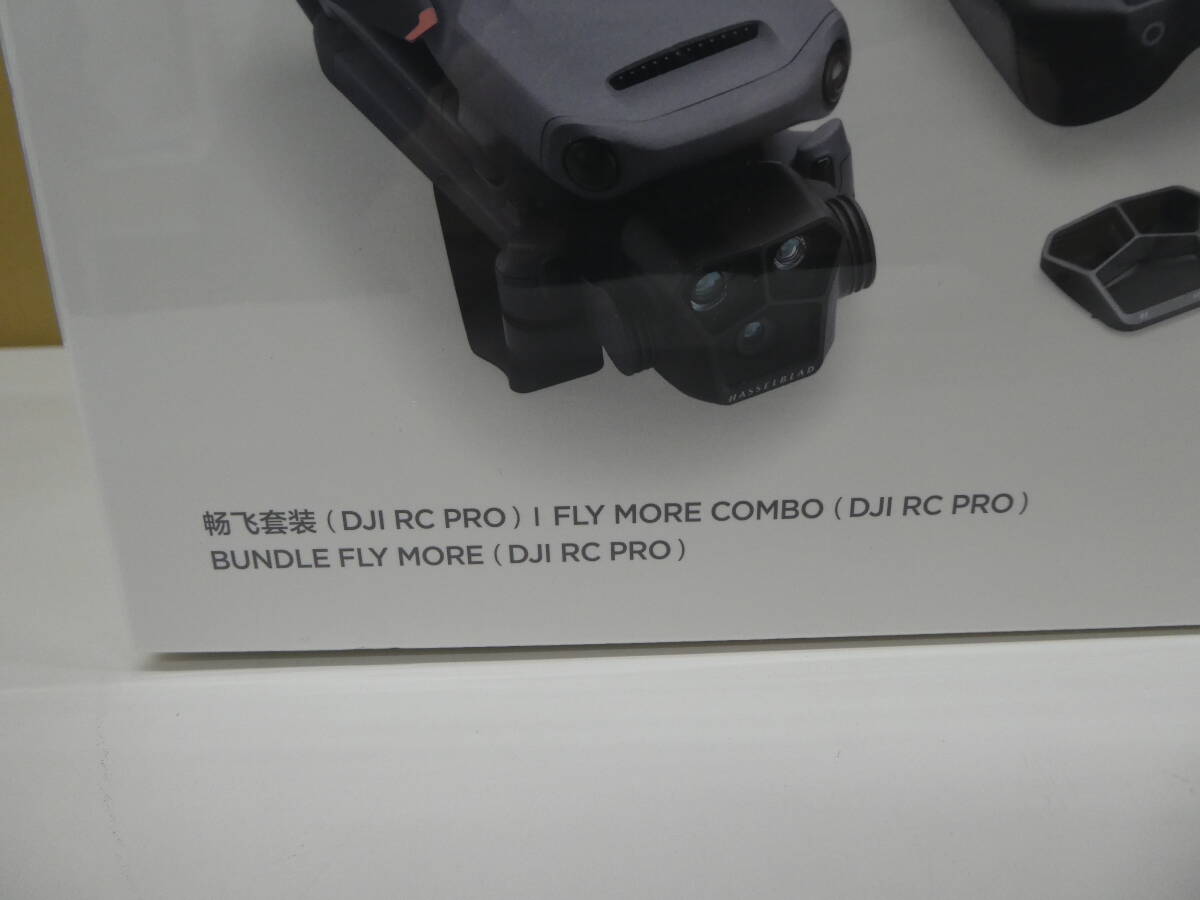 HASSELBLAD
畅飞套装（DJI RC PRO）I FLY MORE COMBO（DJI RC PRO）
BUNDLE FLY MORE（DJI RC PRO）